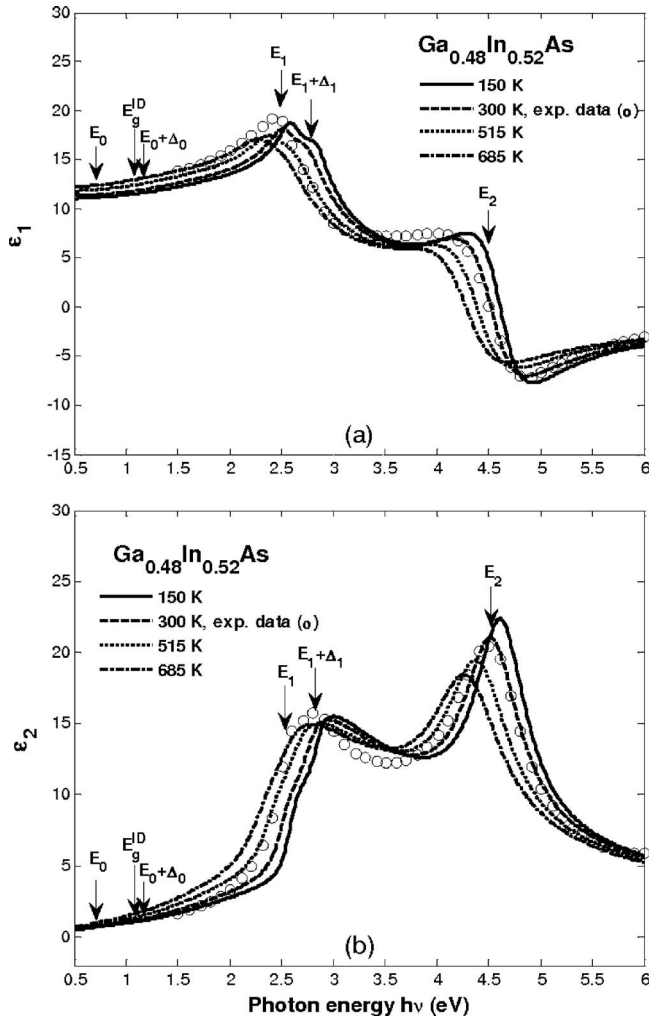 30
25
20
15
10
5
0
-5
-10
-15
ε₁
E₀
E_g^ID
E₀+Δ₀
E₁
E₁+Δ₁
E₂
Ga₀.₄₈In₀.₅₂As
150 K
300 K, exp. data (o)
515 K
685 K
(a)
0.5 1 1.5 2 2.5 3 3.5 4 4.5 5 5.5 6
30
25
20
15
10
5
0
ε₂
Ga₀.₄₈In₀.₅₂As
150 K
300 K, exp. data (o)
515 K
685 K
E₀
E_g^ID
E₀+Δ₀
E₁
E₁+Δ₁
E₂
(b)
0.5 1 1.5 2 2.5 3 3.5 4 4.5 5 5.5 6
Photon energy hν (eV)